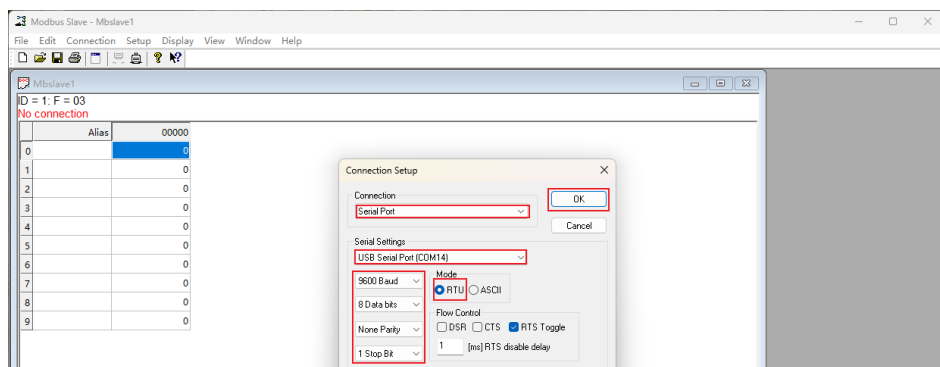 Modbus Slave - Mbslave1
File Edit Connection Setup Display View Window Help
Mbslave1
ID = 1: F = 03
No connection
Alias 00000
0 0
1 0
2 0
3 0
4 0
5 0
6 0
7 0
8 0
9 0
Connection Setup
Connection
Serial Port
OK
Cancel
Serial Settings
USB Serial Port (COM14)
9600 Baud
8 Data bits
None Parity
1 Stop Bit
Mode
RTU ASCII
Flow Control
DSR CTS RTS Toggle
1 [ms] RTS disable delay